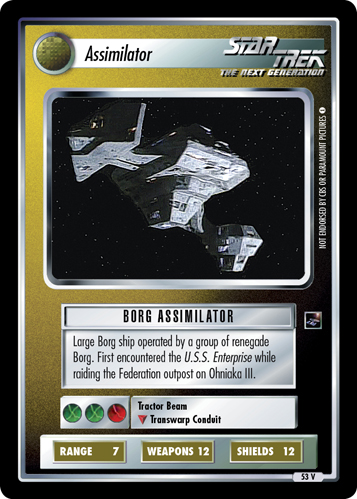 Assimilator
STAR TREK
THE NEXT GENERATION
NOT ENDORSED BY CBS OR PARAMOUNT PICTURES
BORG ASSIMILATOR
Large Borg ship operated by a group of renegade
Borg. First encountered the U.S.S. Enterprise while
raiding the Federation outpost on Ohniaka III.
Tractor Beam
Transwarp Conduit
RANGE 7 WEAPONS 12 SHIELDS 12
53 V